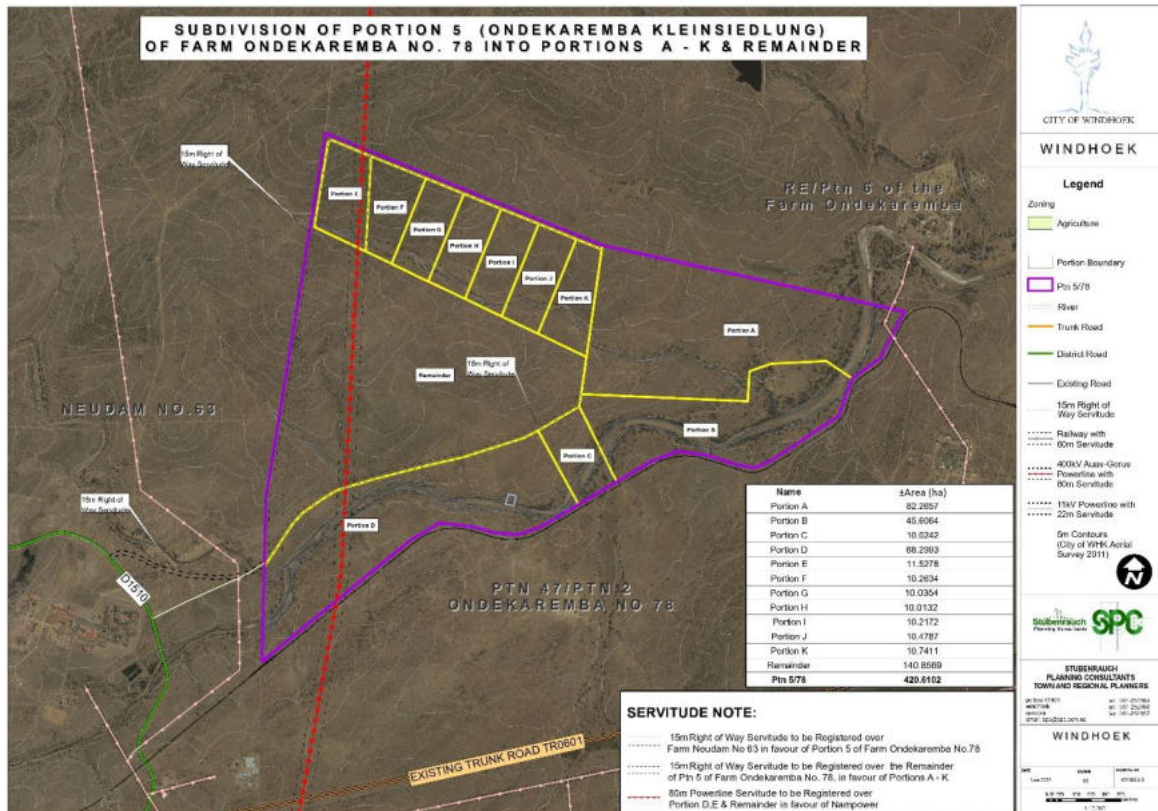 SUBDIVISION OF PORTION 5 (ONDEKAREMBA KLEINSIEDLUNG)
OF FARM ONDEKAREMBA NO. 78 INTO PORTIONS A - K & REMAINDER
15m Right of
Way Servitude
RE/Ptn 6 of the
Farm Ondekaremba
Portion E
Portion F
Portion G
Portion H
Portion I
Portion J
Portion K
Portion A
Remainder
15m Right of
Way Servitude
NEUDAM NO.63
Portion B
Portion C
15m Right of
Way Servitude
Portion D
D1510
PTN 47/PTN 2
ONDEKAREMBA NO 78
EXISTING TRUNK ROAD TR0601
Name ±Area (ha)
Portion A 82.2657
Portion B 45.6064
Portion C 10.0242
Portion D 68.2993
Portion E 11.5278
Portion F 10.2634
Portion G 10.0354
Portion H 10.0132
Portion I 10.2172
Portion J 10.4787
Portion K 10.7411
Remainder 140.8569
Ptn 5/78 420.6102
SERVITUDE NOTE:
15m Right of Way Servitude to be Registered over
Farm Neudam No 63 in favour of Portion 5 of Farm Ondekaremba No.78
15m Right of Way Servitude to be Registered over the Remainder
of Ptn 5 of Farm Ondekaremba No. 78, in favour of Portions A - K
80m Powerline Servitude to be Registered over
Portion D,E & Remainder in favour of Nampower
CITY OF WINDHOEK
WINDHOEK
Legend
Zoning
Agriculture
Portion Boundary
Ptn 5/78
River
Trunk Road
District Road
Existing Road
15m Right of
Way Servitude
Railway with
60m Servitude
400kV Auas-Gerus
Powerline with
80m Servitude
11kV Powerline with
22m Servitude
5m Contours
(City of WHK Aerial
Survey 2011)
N
Stubenrauch
Planning Consultants
SPC
STUBENRAUCH
PLANNING CONSULTANTS
TOWN AND REGIONAL PLANNERS
WINDHOEK